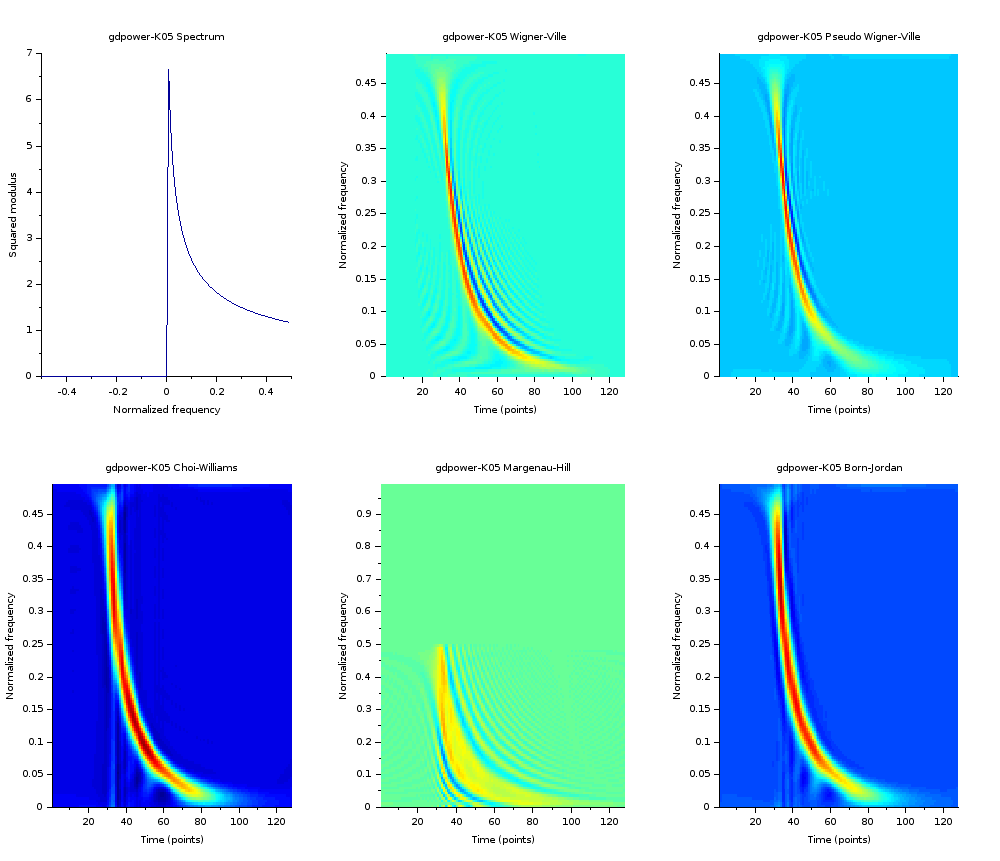 gdpower-K05 Spectrum
7
6
5
4
3
2
1
0
Squared modulus
-0.4 -0.2 0 0.2 0.4
Normalized frequency
gdpower-K05 Wigner-Ville
0.45
0.4
0.35
0.3
0.25
0.2
0.15
0.1
0.05
0
Normalized frequency
20 40 60 80 100 120
Time (points)
gdpower-K05 Pseudo Wigner-Ville
0.45
0.4
0.35
0.3
0.25
0.2
0.15
0.1
0.05
0
Normalized frequency
20 40 60 80 100 120
Time (points)
gdpower-K05 Choi-Williams
0.45
0.4
0.35
0.3
0.25
0.2
0.15
0.1
0.05
0
Normalized frequency
20 40 60 80 100 120
Time (points)
gdpower-K05 Margenau-Hill
0.9
0.8
0.7
0.6
0.5
0.4
0.3
0.2
0.1
0
Normalized frequency
20 40 60 80 100 120
Time (points)
gdpower-K05 Born-Jordan
0.45
0.4
0.35
0.3
0.25
0.2
0.15
0.1
0.05
0
Normalized frequency
20 40 60 80 100 120
Time (points)